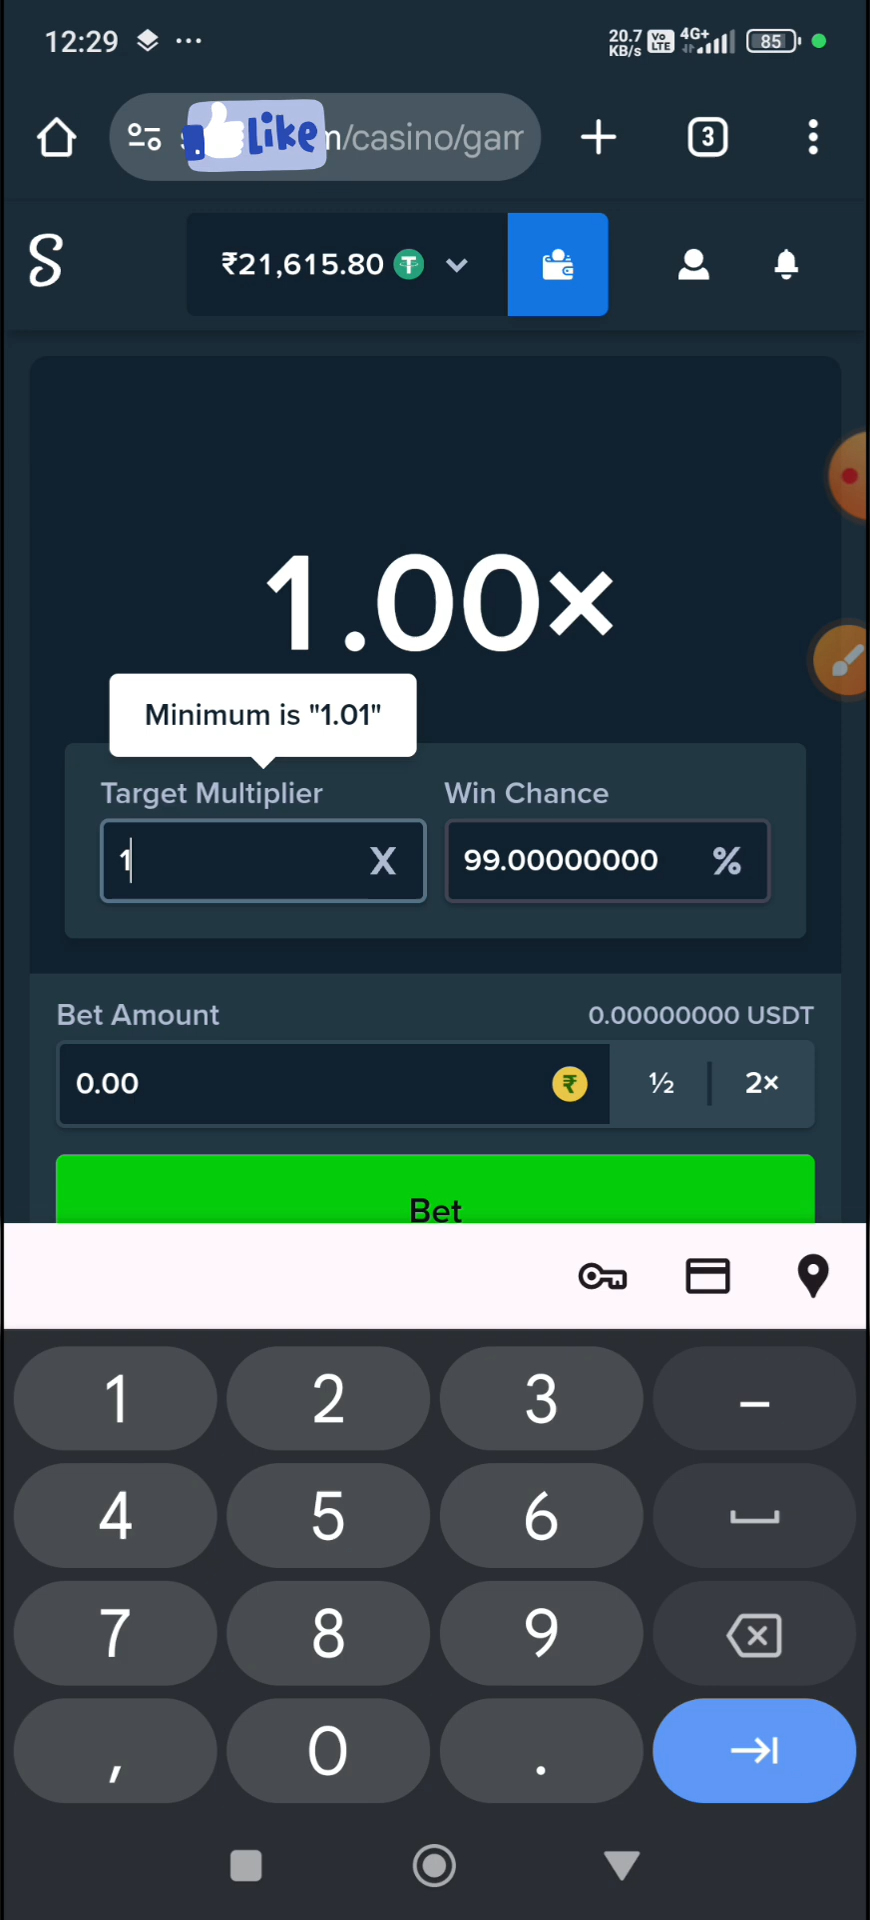 12:29
20.7
KB/s
Vo
LTE
4G+
85
like
m/casino/gam
3
S
₹21,615.80
1.00×
Minimum is "1.01"
Target Multiplier
Win Chance
1
X
99.00000000
%
Bet Amount
0.00000000 USDT
0.00
₹
½
2×
Bet
1 2 3 –
4 5 6
7 8 9
, 0 .